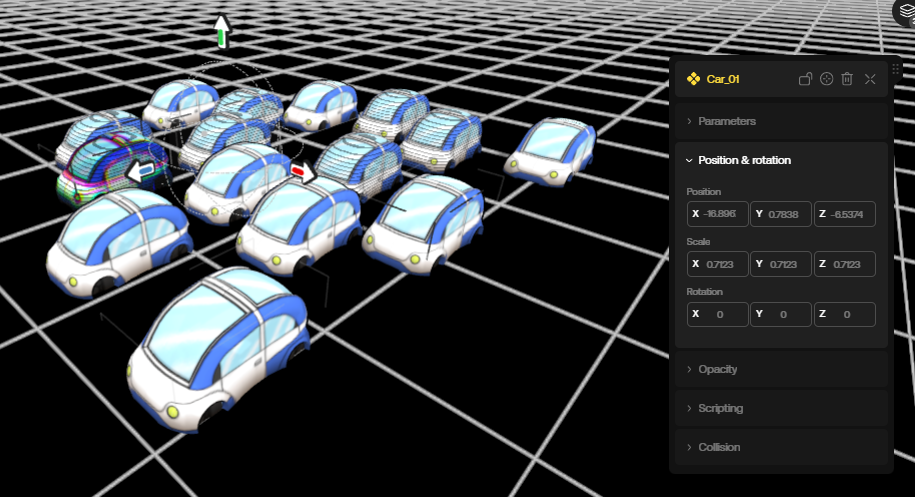 Car_01
Parameters
Position & rotation
Position
X -16.896 Y 0.7838 Z -6.5374
Scale
X 0.7123 Y 0.7123 Z 0.7123
Rotation
X 0 Y 0 Z 0
Opacity
Scripting
Collision